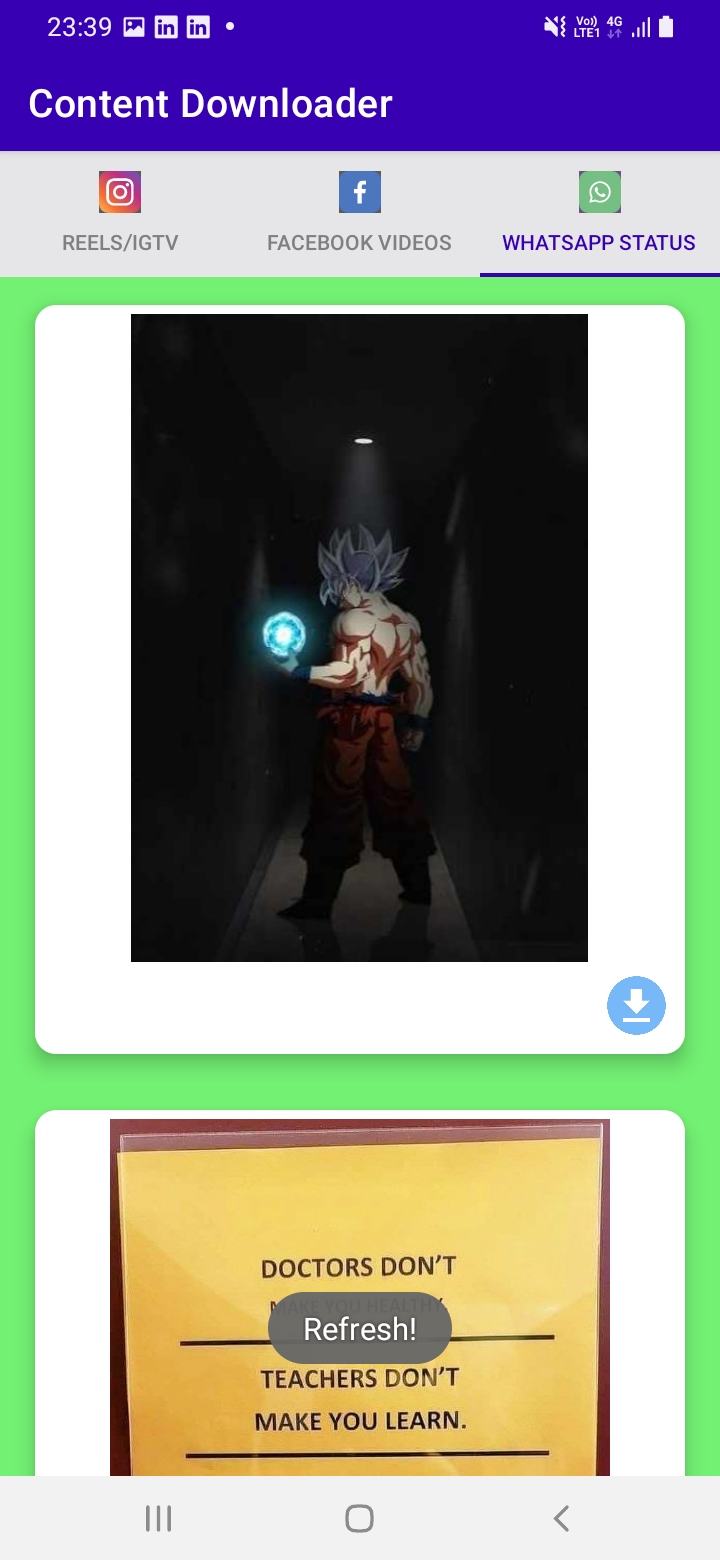 23:39
Vo))
LTE1
4G
Content Downloader
REELS/IGTV
FACEBOOK VIDEOS
WHATSAPP STATUS
DOCTORS DON'T
MAKE YOU HEALTHY.
Refresh!
TEACHERS DON'T
MAKE YOU LEARN.